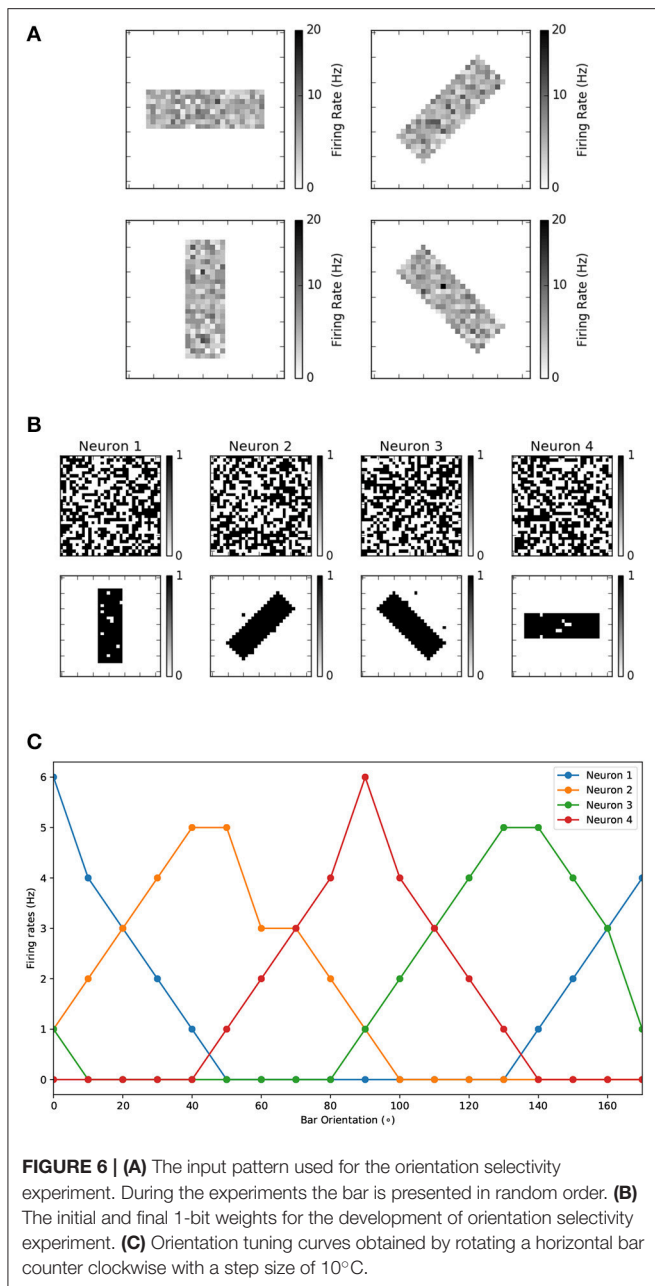 A
20
10
0
Firing Rate (Hz)
20
10
0
Firing Rate (Hz)
20
10
0
Firing Rate (Hz)
20
10
0
Firing Rate (Hz)
B
Neuron 1
1
0
Neuron 2
1
0
Neuron 3
1
0
Neuron 4
1
0
1
0
1
0
1
0
1
0
C
6
5
4
3
2
1
0
Firing rates (Hz)
Neuron 1
Neuron 2
Neuron 3
Neuron 4
0 20 40 60 80 100 120 140 160
Bar Orientation (∘)
FIGURE 6 | (A) The input pattern used for the orientation selectivity
experiment. During the experiments the bar is presented in random order. (B)
The initial and final 1-bit weights for the development of orientation selectivity
experiment. (C) Orientation tuning curves obtained by rotating a horizontal bar
counter clockwise with a step size of 10°C.